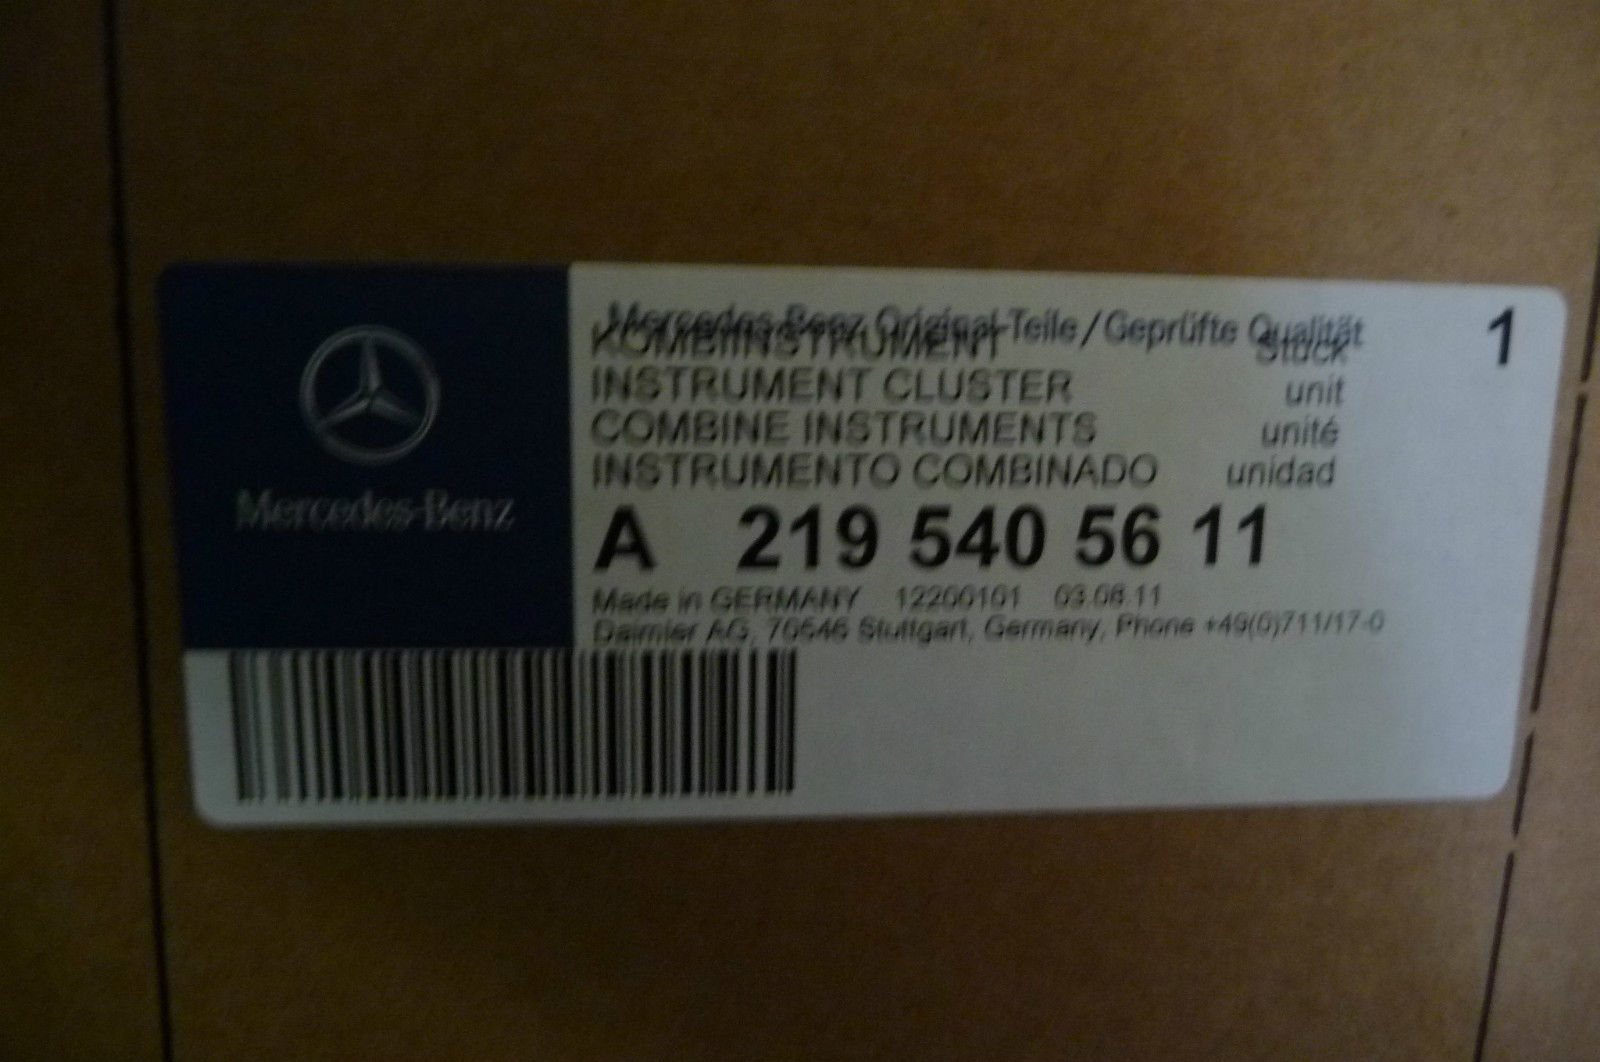 Mercedes-Benz
Mercedes-Benz Original-Teile / Geprüfte Qualität
KOMBIINSTRUMENT Stück 1
INSTRUMENT CLUSTER unit
COMBINE INSTRUMENTS unité
INSTRUMENTO COMBINADO unidad
A 219 540 56 11
Made in GERMANY 12200101 03.08.11
Daimler AG, 70546 Stuttgart, Germany, Phone +49(0)711/17-0